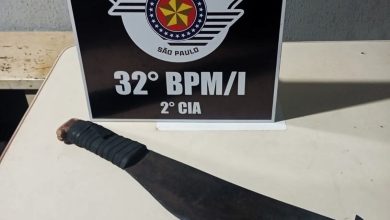 SÃO PAULO
32° BPM/I
2° CIA